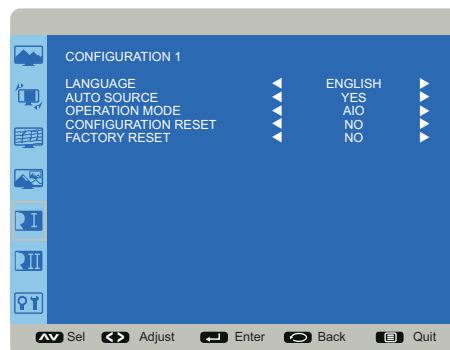 CONFIGURATION 1
LANGUAGE ENGLISH
AUTO SOURCE YES
OPERATION MODE AIO
CONFIGURATION RESET NO
FACTORY RESET NO
I
II
Sel Adjust Enter Back Quit